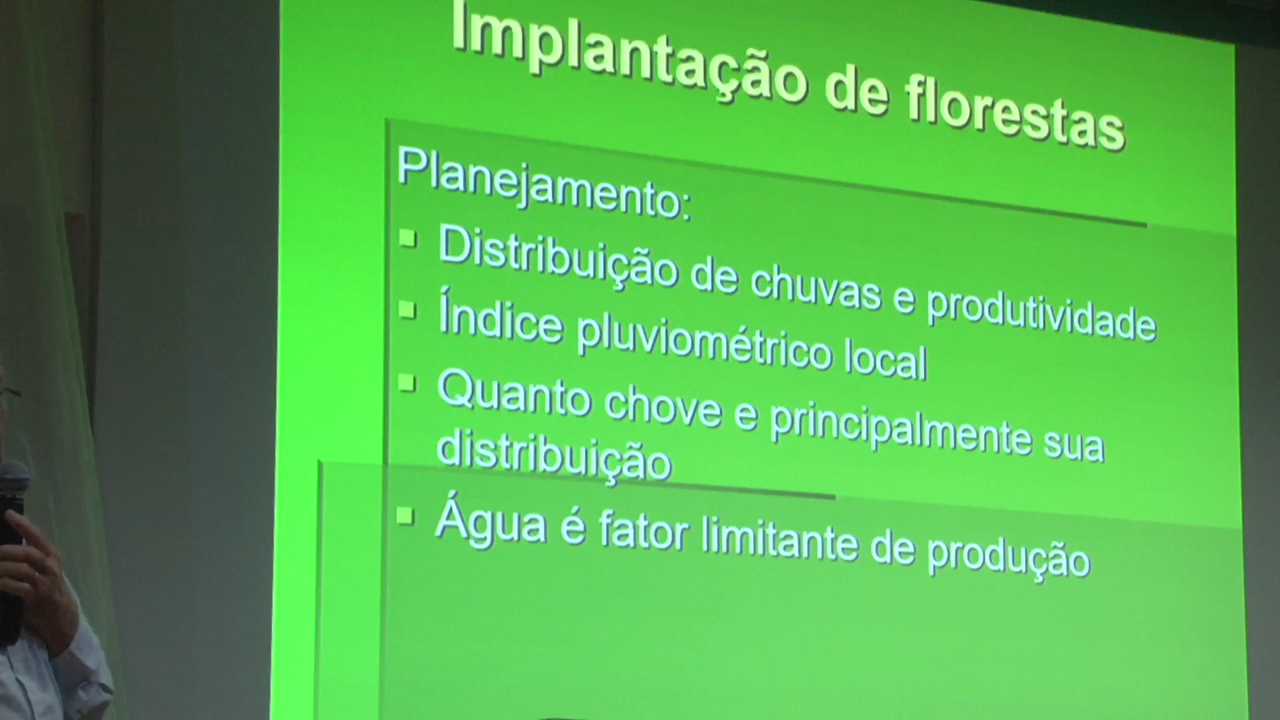 Implantação de florestas
Planejamento:
Distribuição de chuvas e produtividade
Índice pluviométrico local
Quanto chove e principalmente sua
distribuição
Água é fator limitante de produção